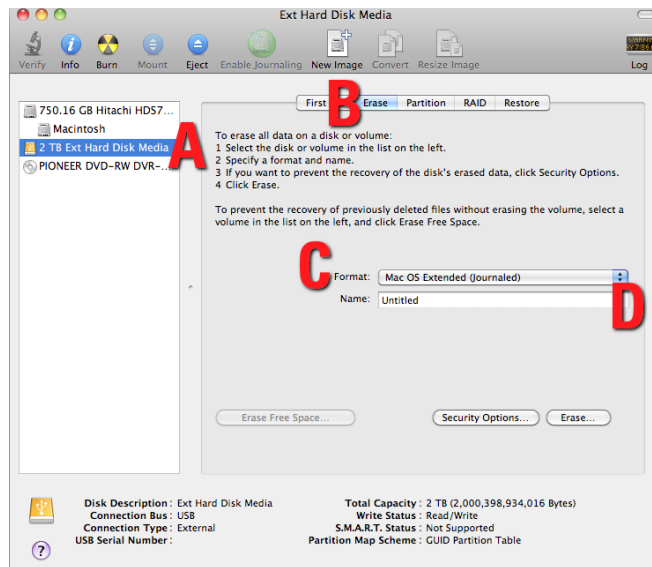 Ext Hard Disk Media
Verify Info Burn Mount Eject Enable Journaling New Image Convert Resize Image Log
First Erase Partition RAID Restore
B
750.16 GB Hitachi HDS7...
Macintosh
2 TB Ext Hard Disk Media
PIONEER DVD-RW DVR-...
A
To erase all data on a disk or volume:
1 Select the disk or volume in the list on the left.
2 Specify a format and name.
3 If you want to prevent the recovery of the disk's erased data, click Security Options.
4 Click Erase.
To prevent the recovery of previously deleted files without erasing the volume, select a
volume in the list on the left, and click Erase Free Space.
C
Format: Mac OS Extended (Journaled)
Name: Untitled
D
Erase Free Space... Security Options... Erase...
Disk Description : Ext Hard Disk Media
Connection Bus : USB
Connection Type : External
USB Serial Number :
Total Capacity : 2 TB (2,000,398,934,016 Bytes)
Write Status : Read/Write
S.M.A.R.T. Status : Not Supported
Partition Map Scheme : GUID Partition Table
?